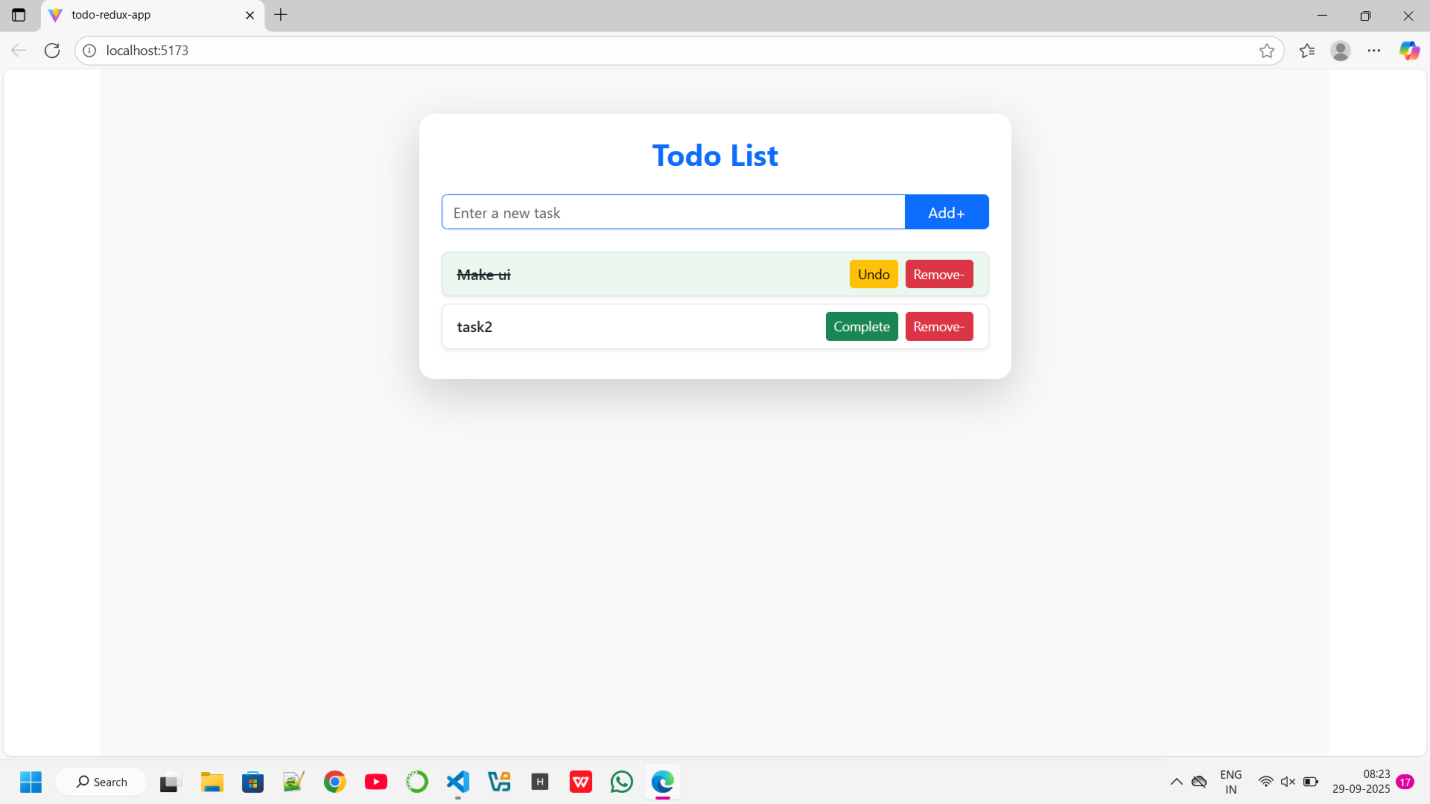 todo-redux-app
localhost:5173
Todo List
Enter a new task
Add+
Make ui
Undo
Remove-
task2
Complete
Remove-
Search
H
W
ENG
IN
08:23
29-09-2025
17